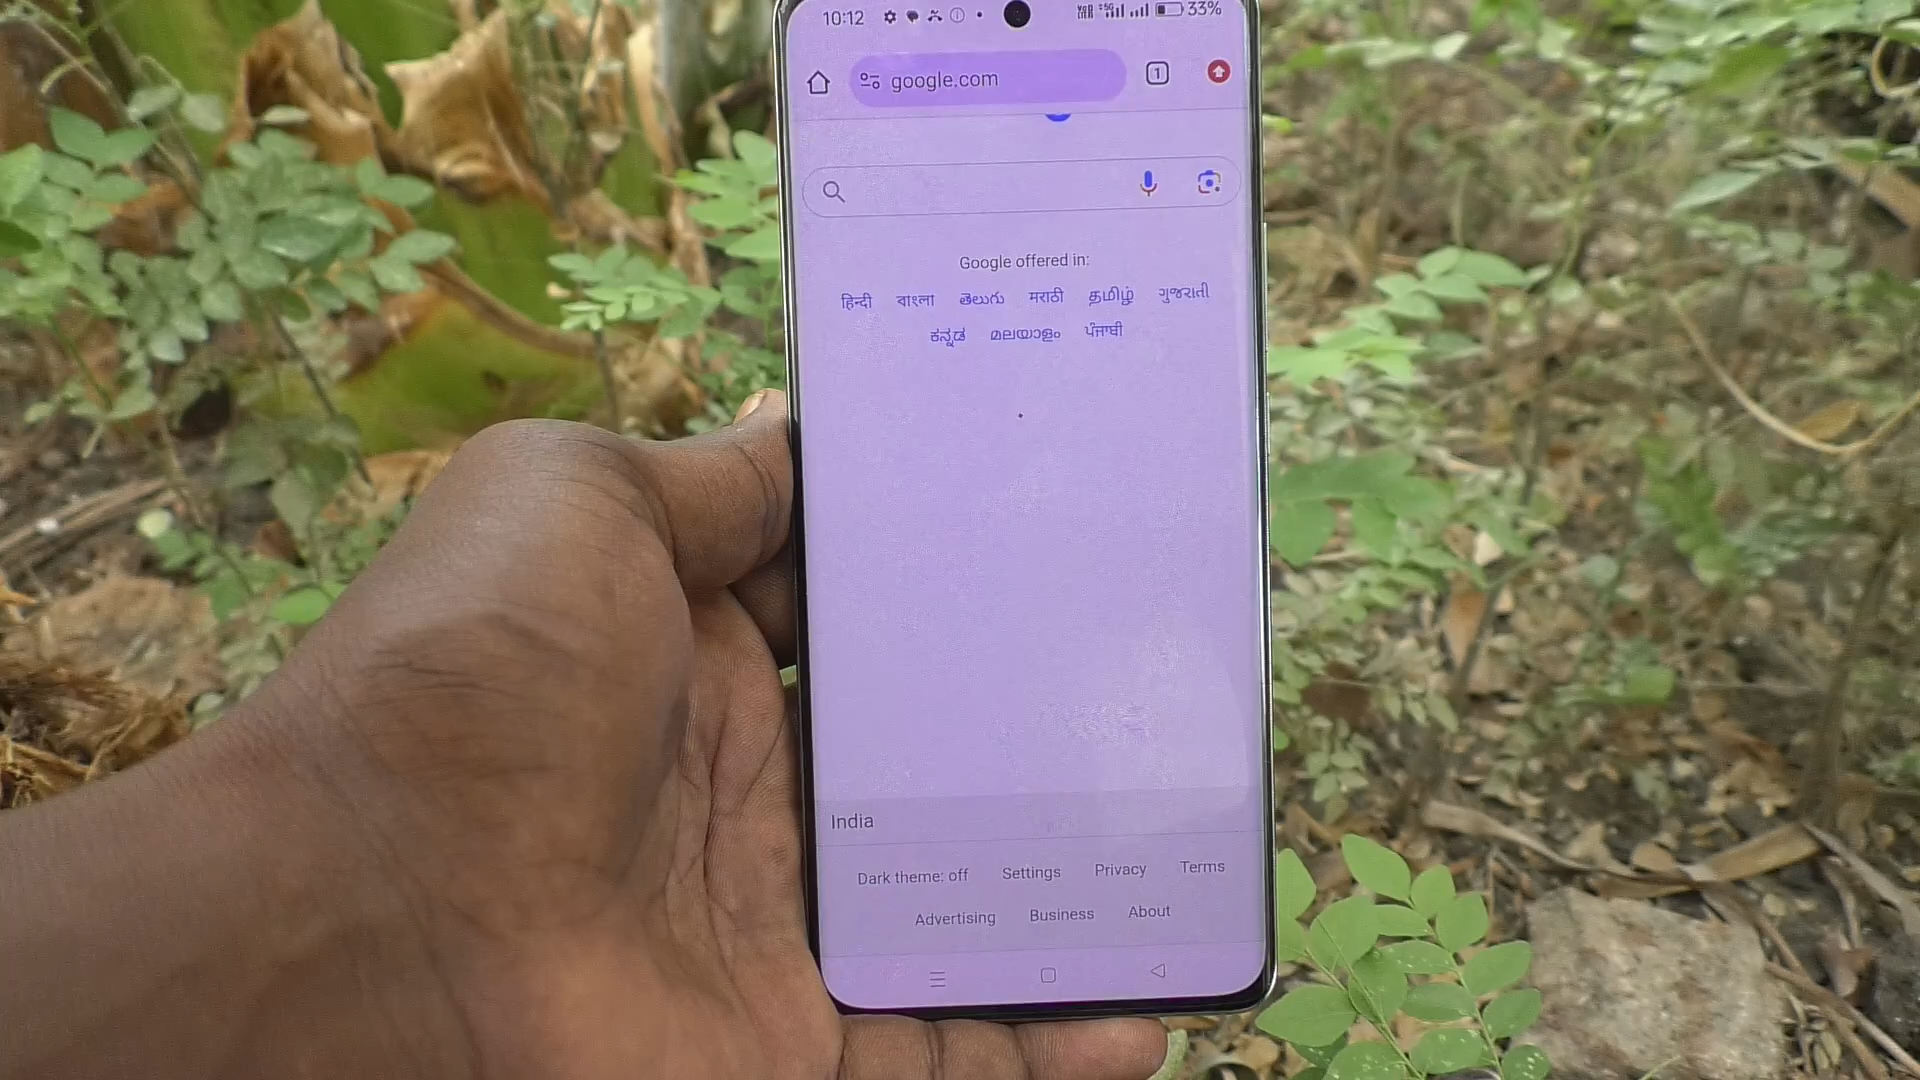 10:12 33%
google.com 1
Google offered in:
हिन्दी বাংলা తెలుగు मराठी தமிழ் ગુજરાતી
ಕನ್ನಡ മലയാളം ਪੰਜਾਬੀ
India
Dark theme: off Settings Privacy Terms
Advertising Business About